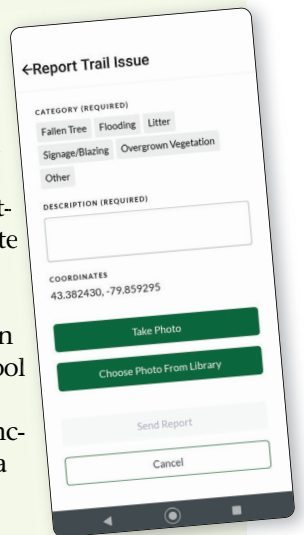 ←Report Trail Issue
CATEGORY (REQUIRED)
Fallen Tree Flooding Litter
Signage/Blazing Overgrown Vegetation
Other
DESCRIPTION (REQUIRED)
COORDINATES
43.382430, -79.859295
Take Photo
Choose Photo From Library
Send Report
Cancel